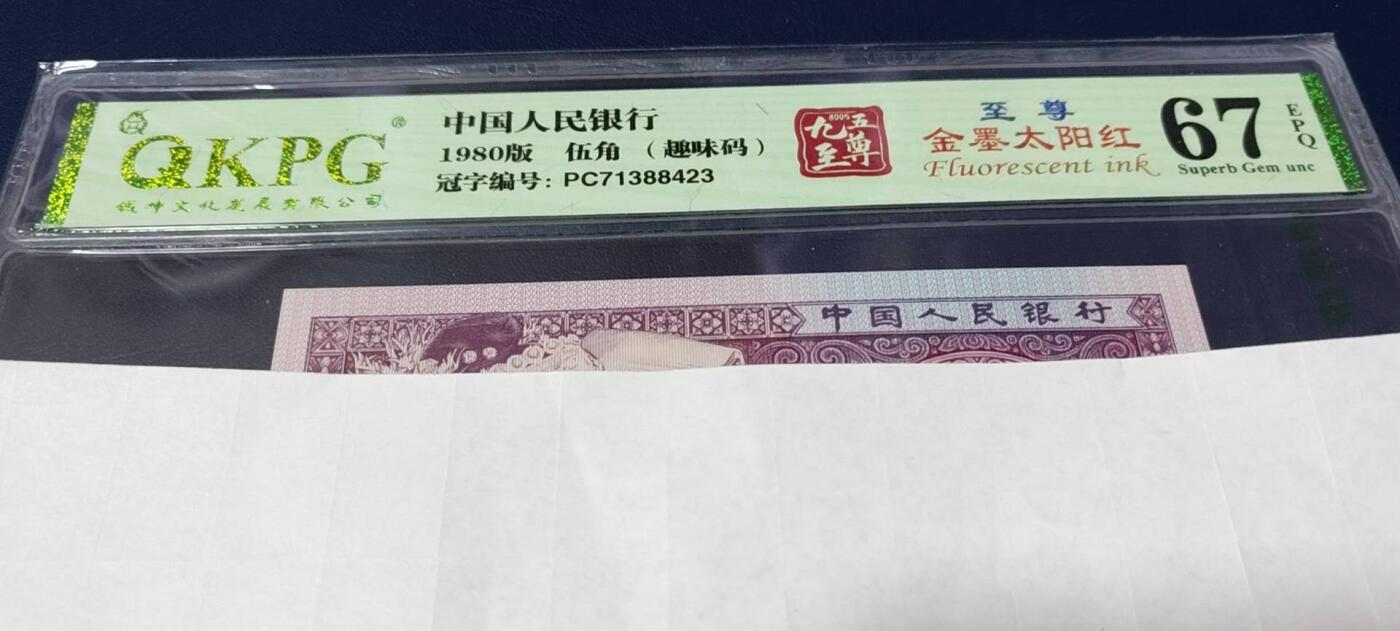 QKPG®
钱坤文化发展有限公司
中国人民银行
1980版 伍角 （趣味码）
冠字编号: PC71388423
8005
九五
至尊
至尊
金墨太阳红
Fluorescent ink
67
EPQ
Superb Gem unc
中国人民银行